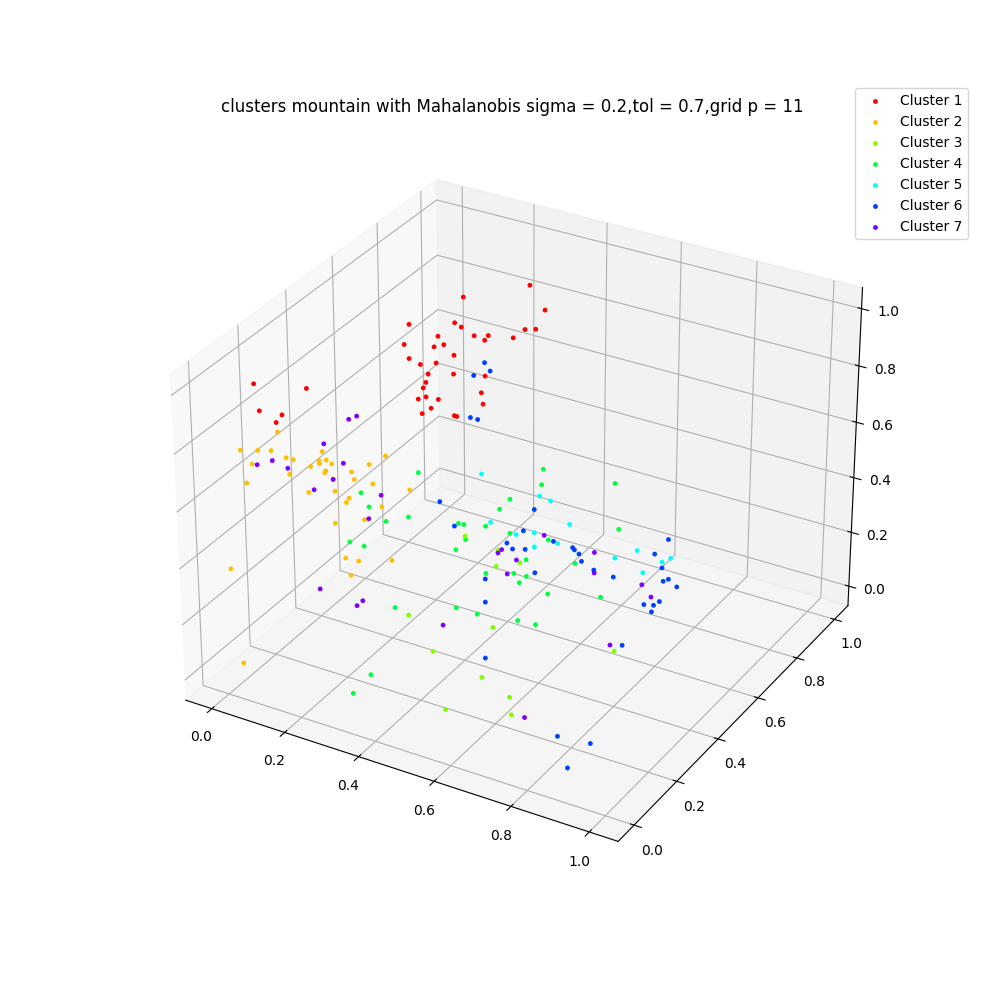 clusters mountain with Mahalanobis sigma = 0.2,tol = 0.7,grid p = 11
Cluster 1
Cluster 2
Cluster 3
Cluster 4
Cluster 5
Cluster 6
Cluster 7
1.0
0.8
0.6
0.4
0.2
0.0
1.0
0.8
0.6
0.4
0.2
0.0
0.0
0.2
0.4
0.6
0.8
1.0